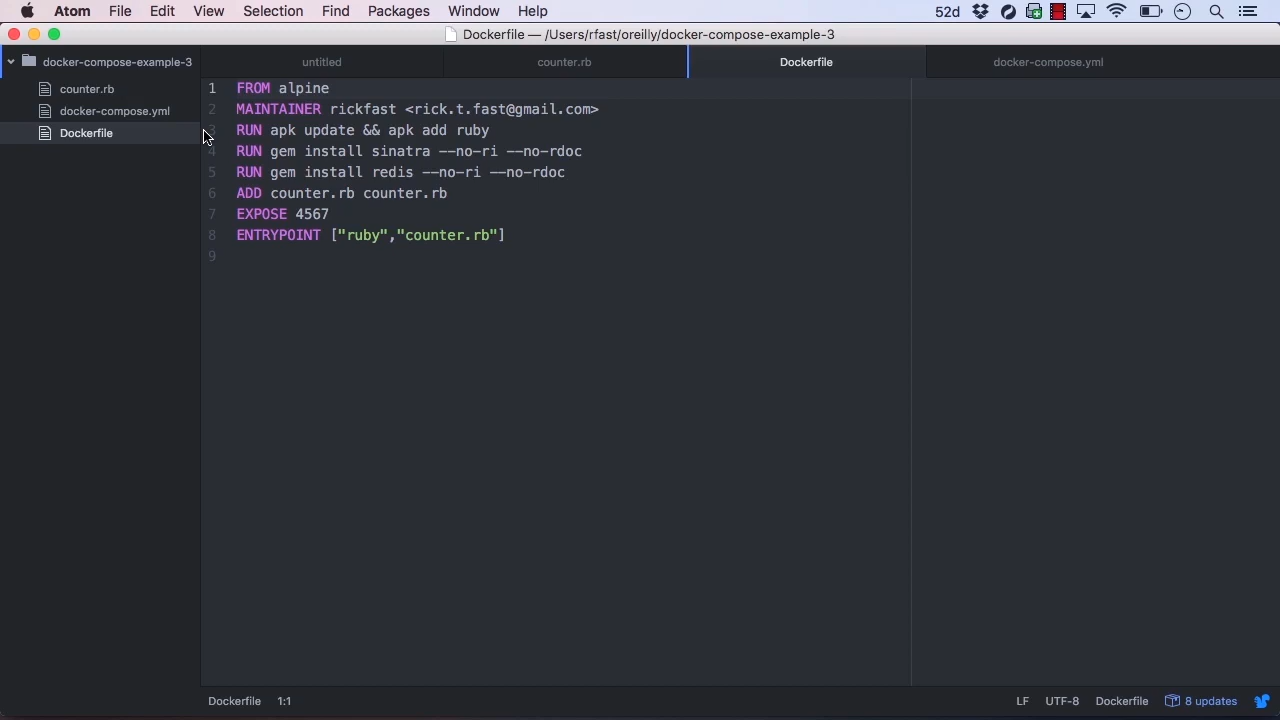 Atom File Edit View Selection Find Packages Window Help 52d
Dockerfile — /Users/rfast/oreilly/docker-compose-example-3
docker-compose-example-3
counter.rb
docker-compose.yml
Dockerfile
untitled counter.rb Dockerfile docker-compose.yml
1 FROM alpine
2 MAINTAINER rickfast <rick.t.fast@gmail.com>
3 RUN apk update && apk add ruby
4 RUN gem install sinatra --no-ri --no-rdoc
5 RUN gem install redis --no-ri --no-rdoc
6 ADD counter.rb counter.rb
7 EXPOSE 4567
8 ENTRYPOINT ["ruby","counter.rb"]
9
Dockerfile 1:1 LF UTF-8 Dockerfile 8 updates